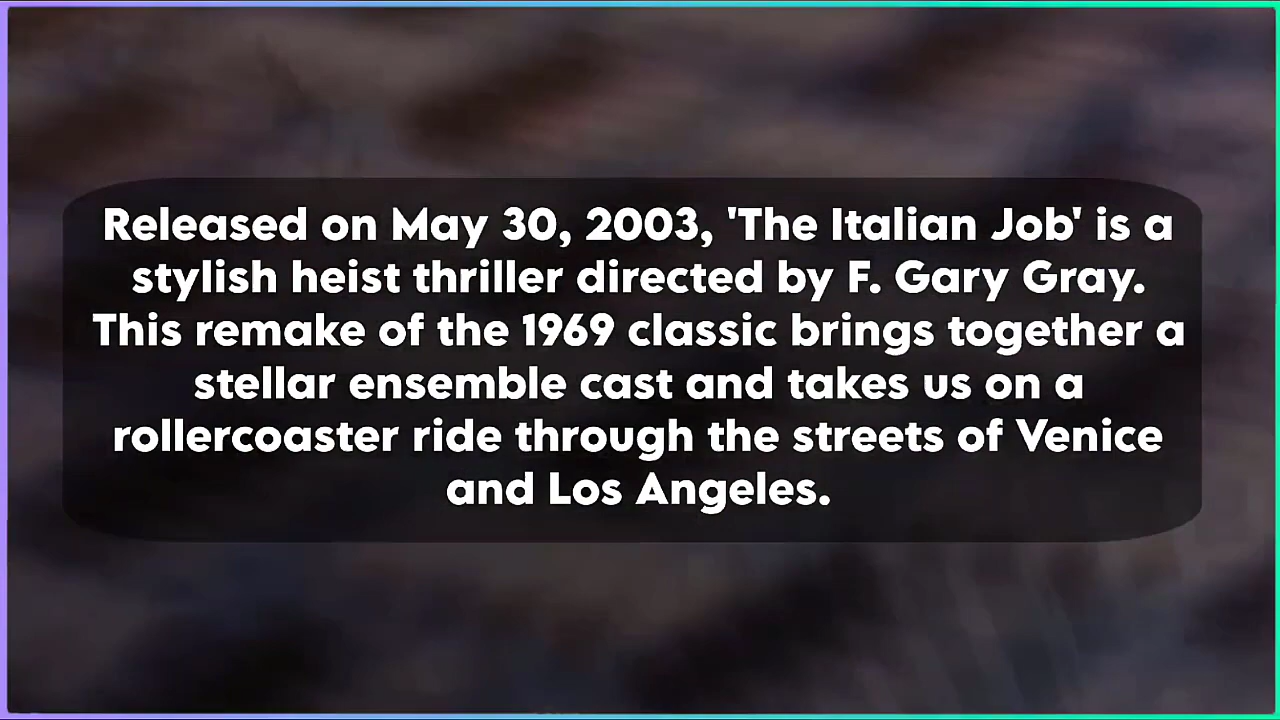 Released on May 30, 2003, 'The Italian Job' is a
stylish heist thriller directed by F. Gary Gray.
This remake of the 1969 classic brings together a
stellar ensemble cast and takes us on a
rollercoaster ride through the streets of Venice
and Los Angeles.